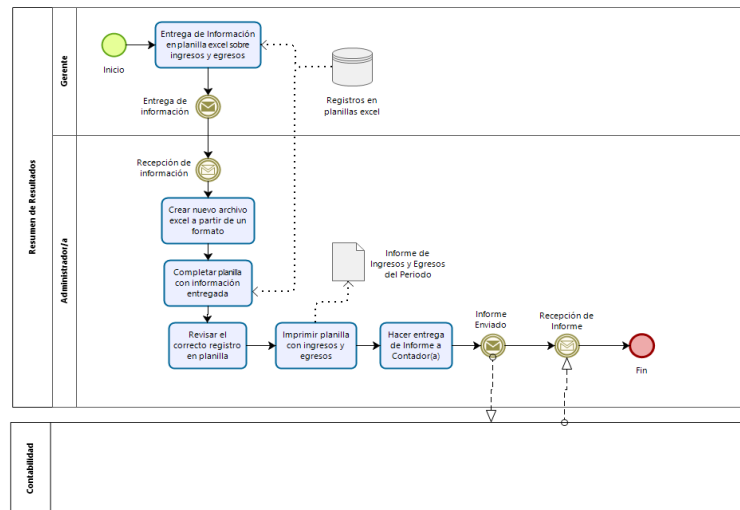 Resumen de Resultados
Gerente
Inicio
Entrega de Información
en planilla excel sobre
ingresos y egresos
Entrega de
información
Registros en
planillas excel
Administrador/a
Recepción de
información
Crear nuevo archivo
excel a partir de un
formato
Completar planilla
con información
entregada
Informe de
Ingresos y Egresos
del Periodo
Revisar el
correcto registro
en planilla
Imprimir planilla
con ingresos y
egresos
Hacer entrega
de Informe a
Contador(a)
Informe
Enviado
Recepción de
Informe
Fin
Contabilidad